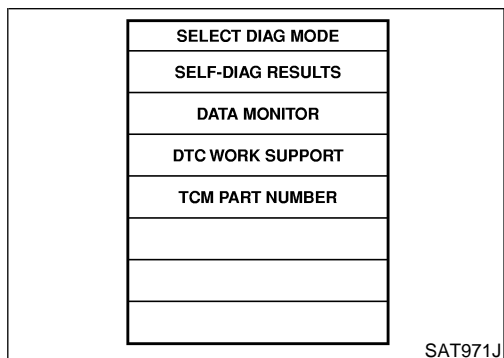 SELECT DIAG MODE
SELF-DIAG RESULTS
DATA MONITOR
DTC WORK SUPPORT
TCM PART NUMBER
SAT971J